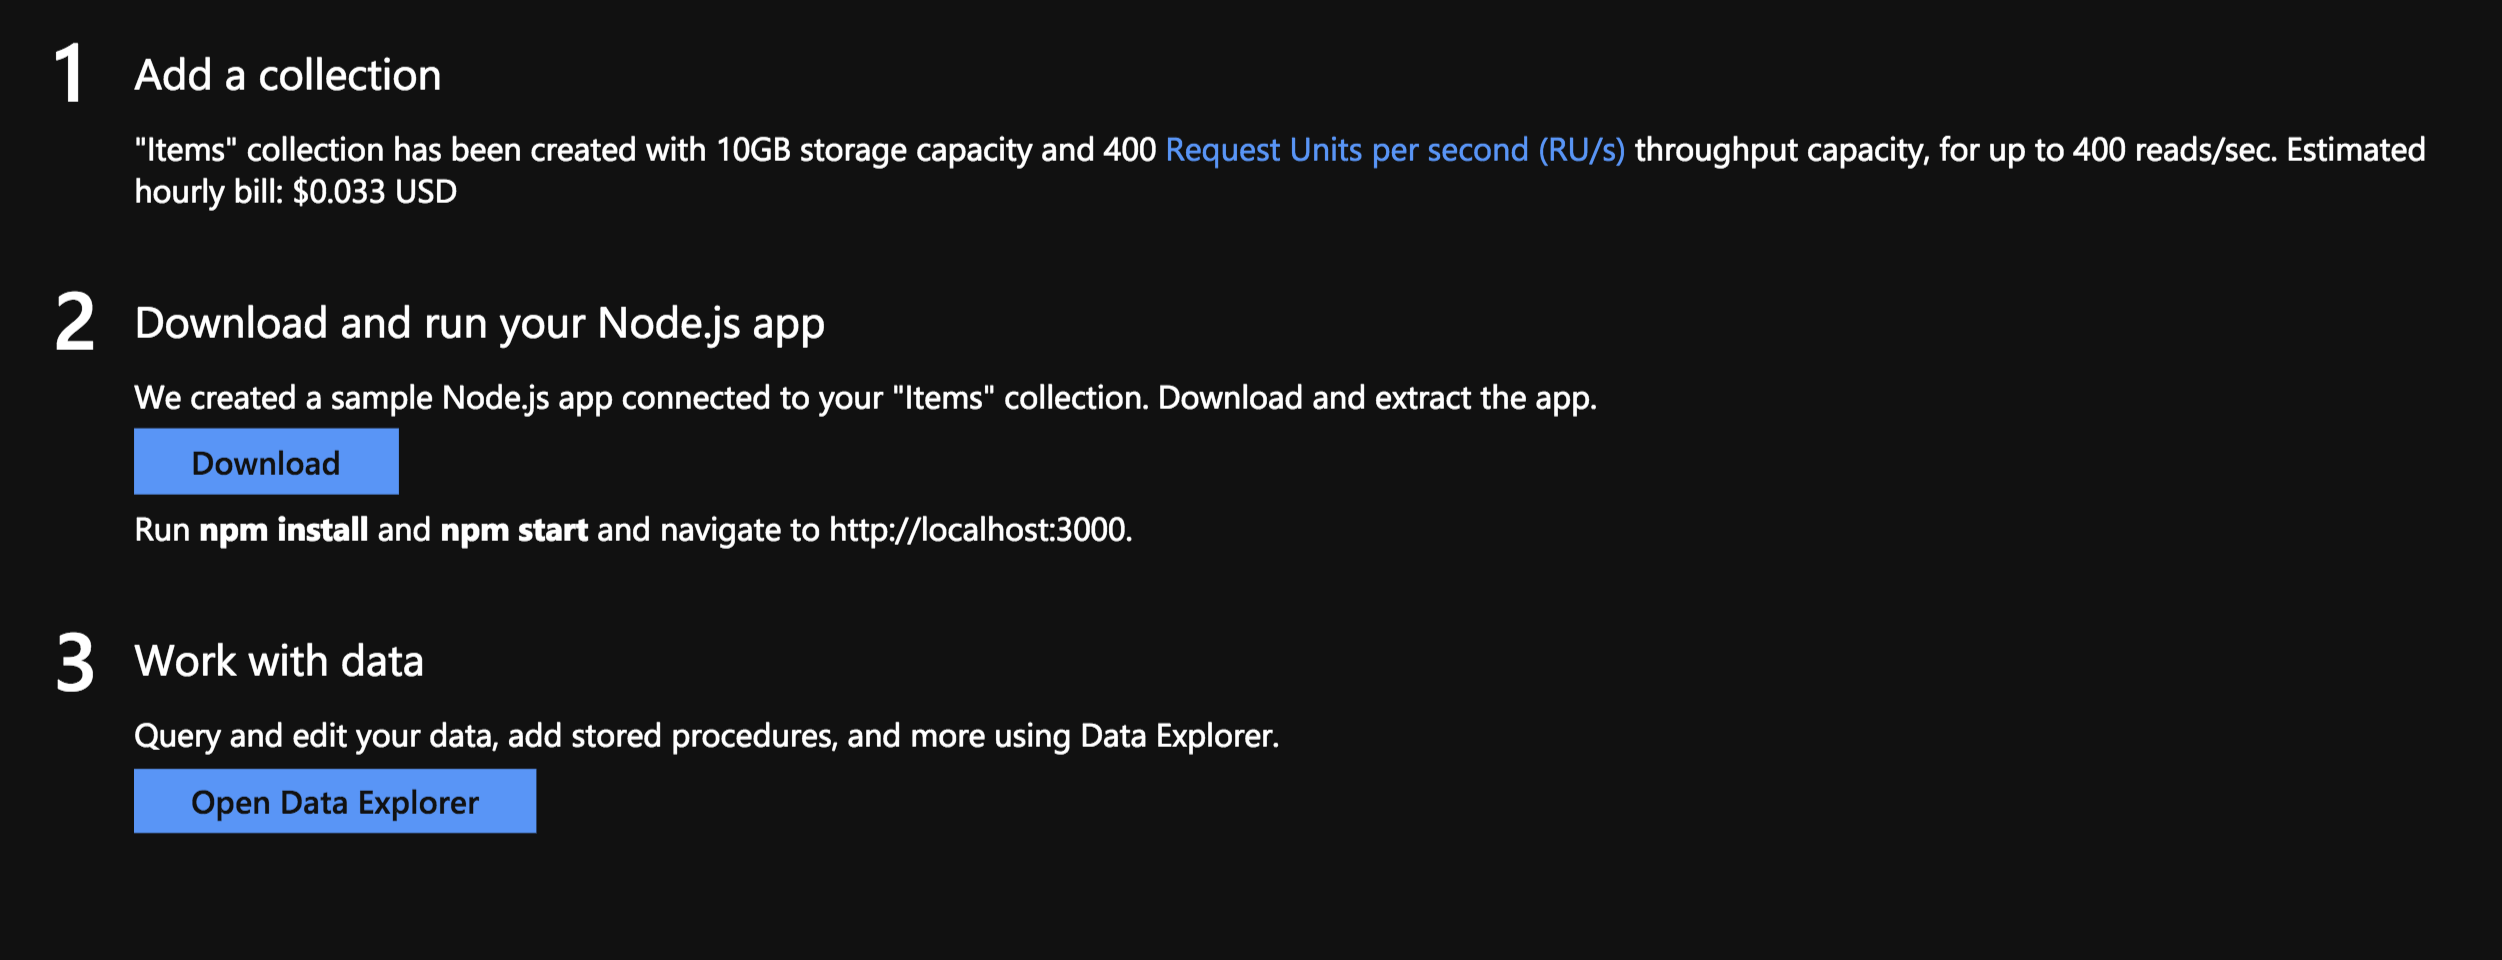 1
Add a collection
"Items" collection has been created with 10GB storage capacity and 400 Request Units per second (RU/s) throughput capacity, for up to 400 reads/sec. Estimated
hourly bill: $0.033 USD
2
Download and run your Node.js app
We created a sample Node.js app connected to your "Items" collection. Download and extract the app.
Download
Run npm install and npm start and navigate to http://localhost:3000.
3
Work with data
Query and edit your data, add stored procedures, and more using Data Explorer.
Open Data Explorer